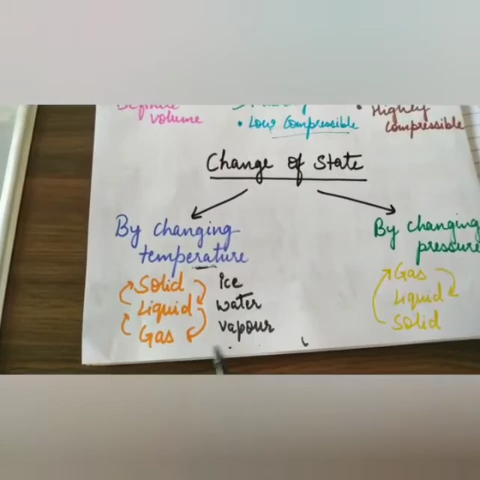 Definite
volume
• Low compressible
• Highly
compressible
Change of State
By changing
temperature
Solid
Liquid
Gas
ice
water
vapour
By changing
pressure
Gas
Liquid
Solid